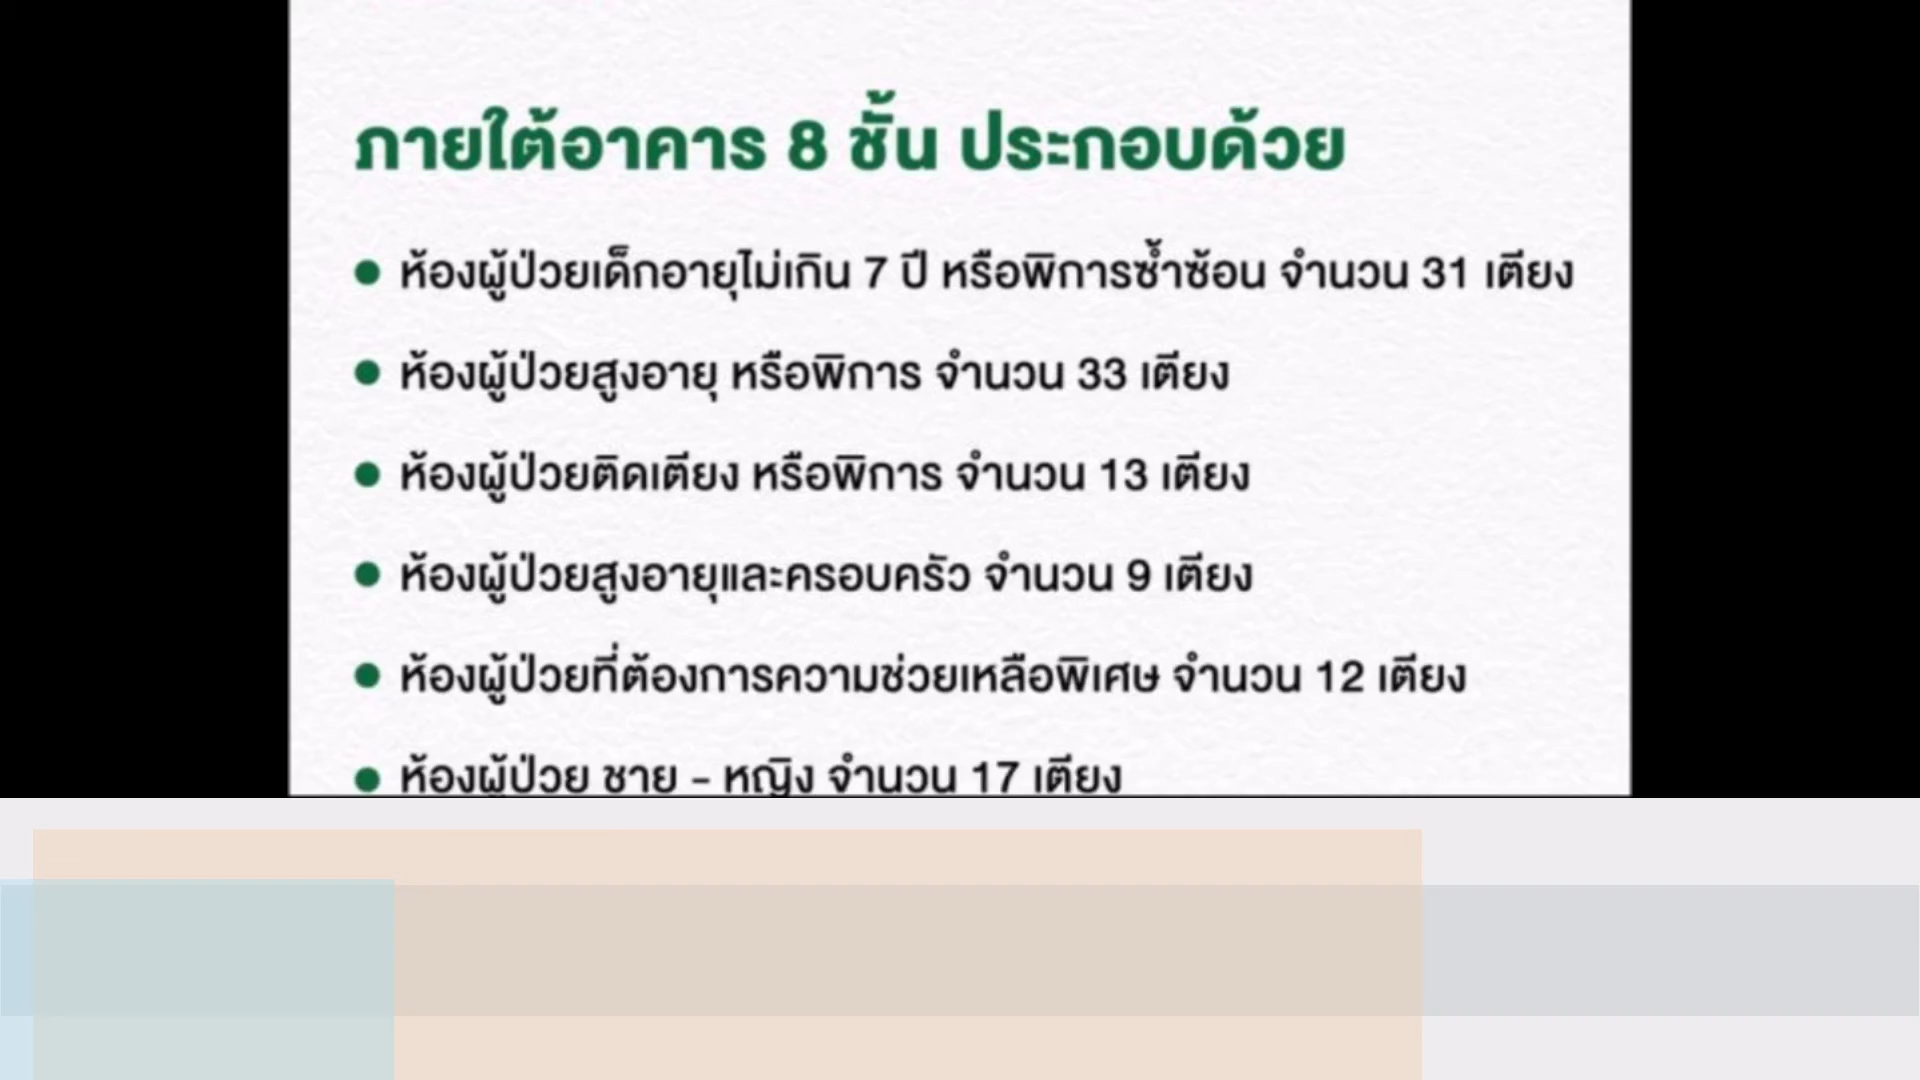 ภายใต้อาคาร 8 ชั้น ประกอบด้วย
● ห้องผู้ป่วยเด็กอายุไม่เกิน 7 ปี หรือพิการซ้ำซ้อน จำนวน 31 เตียง
● ห้องผู้ป่วยสูงอายุ หรือพิการ จำนวน 33 เตียง
● ห้องผู้ป่วยติดเตียง หรือพิการ จำนวน 13 เตียง
● ห้องผู้ป่วยสูงอายุและครอบครัว จำนวน 9 เตียง
● ห้องผู้ป่วยที่ต้องการความช่วยเหลือพิเศษ จำนวน 12 เตียง
● ห้องผู้ป่วย ชาย - หญิง จำนวน 17 เตียง